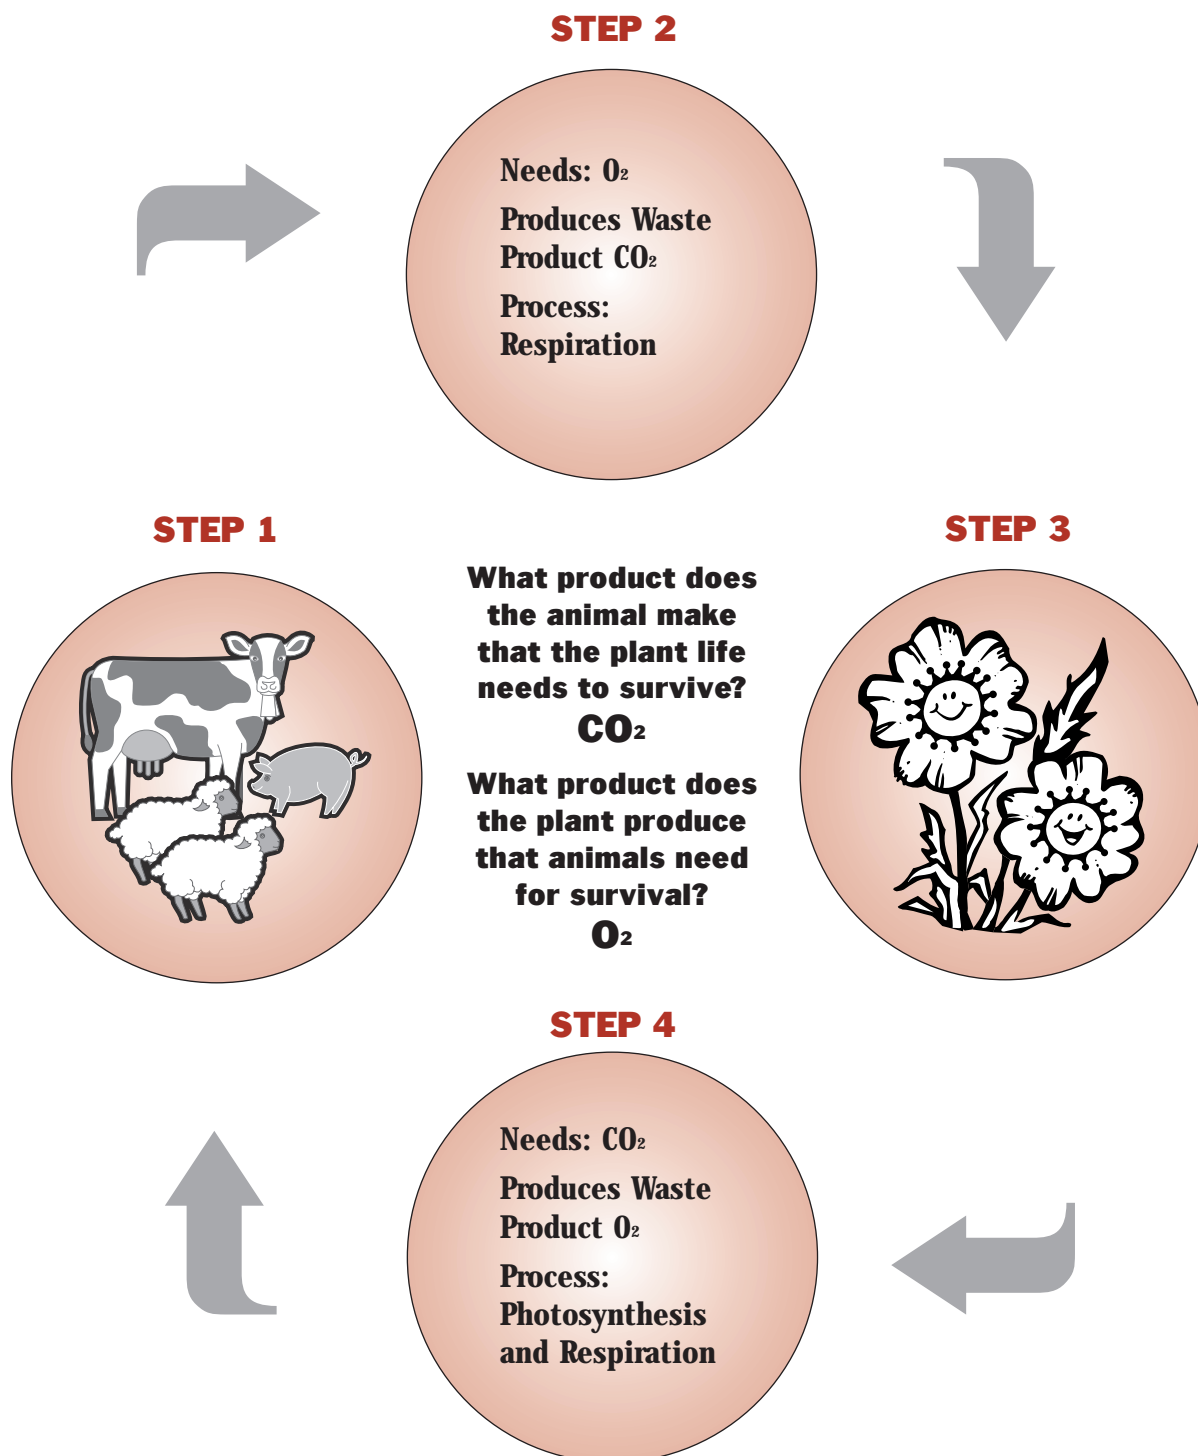 STEP 2
Needs: O₂
Produces Waste
Product CO₂
Process:
Respiration
STEP 1
STEP 3
What product does
the animal make
that the plant life
needs to survive?
CO₂
What product does
the plant produce
that animals need
for survival?
O₂
STEP 4
Needs: CO₂
Produces Waste
Product O₂
Process:
Photosynthesis
and Respiration